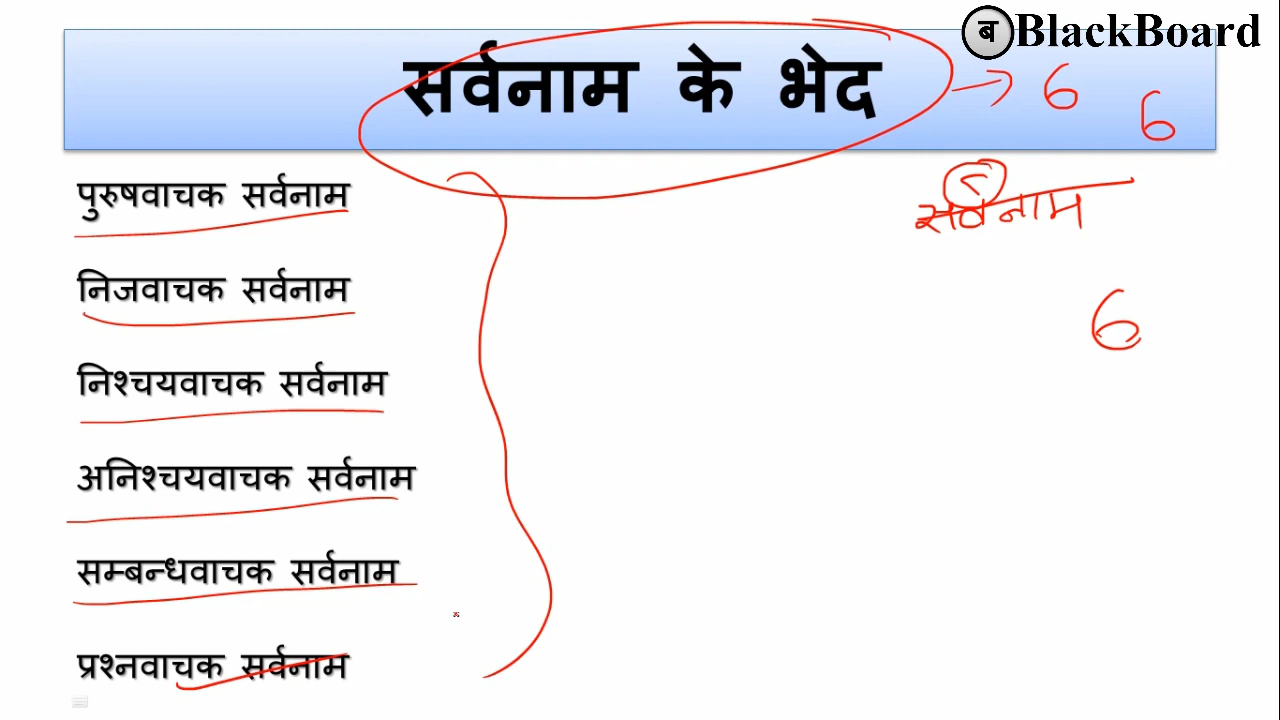 ब BlackBoard
सर्वनाम के भेद → 6
6
सर्वनाम
पुरुषवाचक सर्वनाम
निजवाचक सर्वनाम
6
निश्चयवाचक सर्वनाम
अनिश्चयवाचक सर्वनाम
सम्बन्धवाचक सर्वनाम
प्रश्नवाचक सर्वनाम